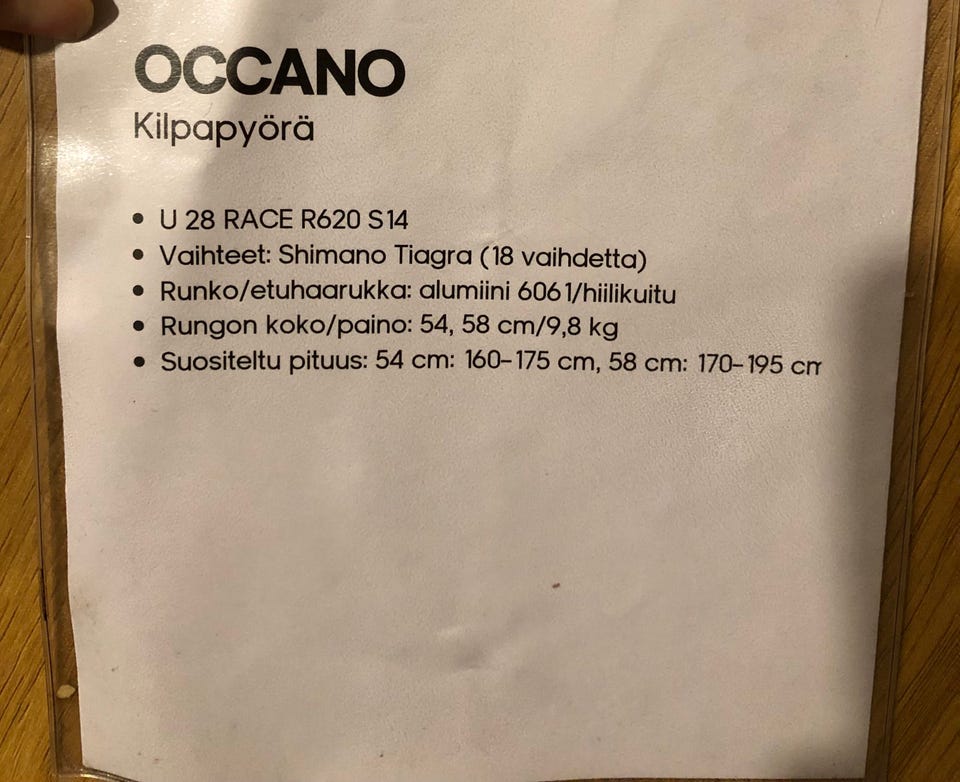 OCCANO
Kilpapyörä
• U 28 RACE R620 S14
• Vaihteet: Shimano Tiagra (18 vaihdetta)
• Runko/etuhaarukka: alumiini 6061/hiilikuitu
• Rungon koko/paino: 54, 58 cm/9,8 kg
• Suositeltu pituus: 54 cm: 160–175 cm, 58 cm: 170–195 cm